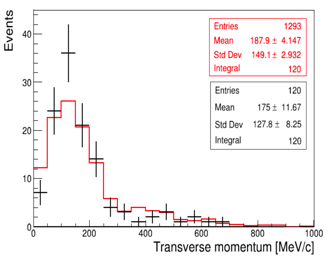 Events
40
30
20
10
0
Entries 1293
Mean 187.9 ± 4.147
Std Dev 149.1 ± 2.932
Integral 120
Entries 120
Mean 175 ± 11.67
Std Dev 127.8 ± 8.25
Integral 120
0 200 400 600 800 1000
Transverse momentum [MeV/c]